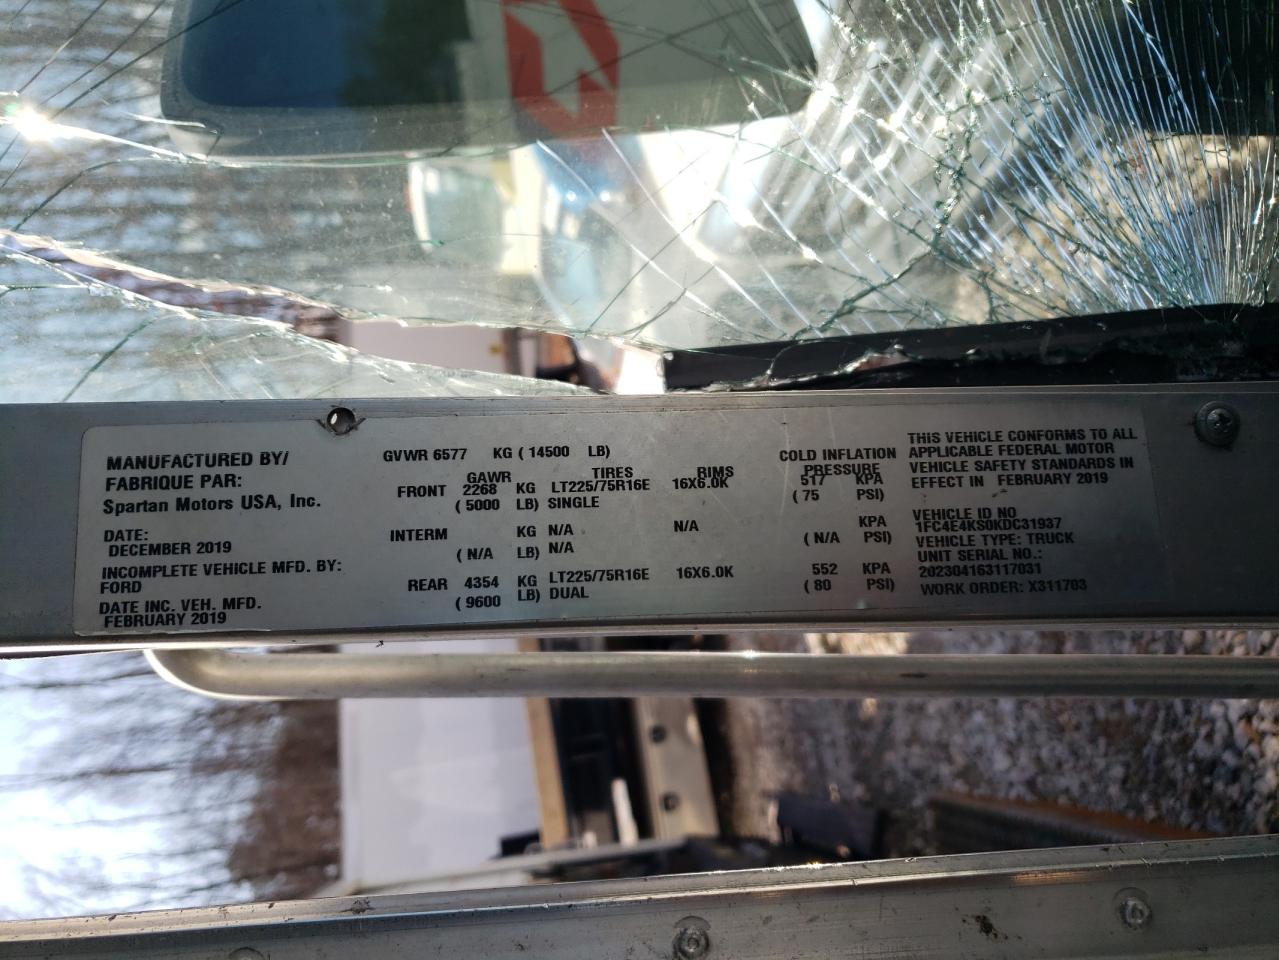 MANUFACTURED BY/
FABRIQUE PAR:
Spartan Motors USA, Inc.
DATE:
DECEMBER 2019
INCOMPLETE VEHICLE MFD. BY:
FORD
DATE INC. VEH. MFD.
FEBRUARY 2019
GVWR 6577 KG ( 14500 LB)
GAWR TIRES RIMS COLD INFLATION PRESSURE
FRONT 2268 KG LT225/75R16E 16X6.0K 517 KPA
( 5000 LB) SINGLE ( 75 PSI)
INTERM KG N/A N/A KPA
(N/A LB) N/A (N/A PSI)
REAR 4354 KG LT225/75R16E 16X6.0K 552 KPA
( 9600 LB) DUAL ( 80 PSI)
THIS VEHICLE CONFORMS TO ALL
APPLICABLE FEDERAL MOTOR
VEHICLE SAFETY STANDARDS IN
EFFECT IN FEBRUARY 2019
VEHICLE ID NO
1FC4E4KS0KDC31937
VEHICLE TYPE: TRUCK
UNIT SERIAL NO.:
202304163117031
WORK ORDER: X311703